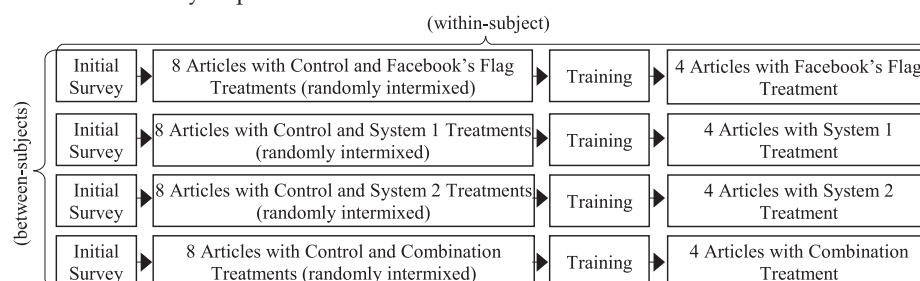 (within-subject)
(between-subjects)
Initial
Survey
8 Articles with Control and Facebook's Flag
Treatments (randomly intermixed)
Training
4 Articles with Facebook's Flag
Treatment
Initial
Survey
8 Articles with Control and System 1 Treatments
(randomly intermixed)
Training
4 Articles with System 1
Treatment
Initial
Survey
8 Articles with Control and System 2 Treatments
(randomly intermixed)
Training
4 Articles with System 2
Treatment
Initial
Survey
8 Articles with Control and Combination
Treatments (randomly intermixed)
Training
4 Articles with Combination
Treatment